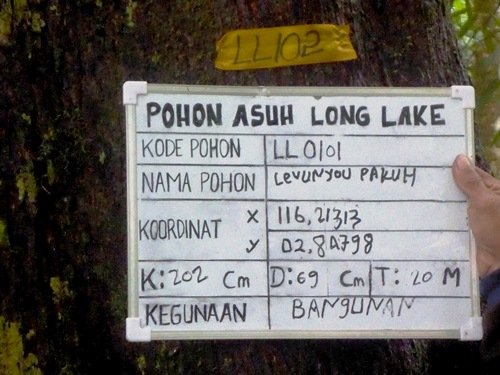 LL102
POHON ASUH LONG LAKE
KODE POHON LL0101
NAMA POHON LEVUNYOU PAKUH
KOORDINAT X 116,21313
Y 02,84798
K: 202 Cm D: 69 Cm T: 20 M
KEGUNAAN BANGUNAN